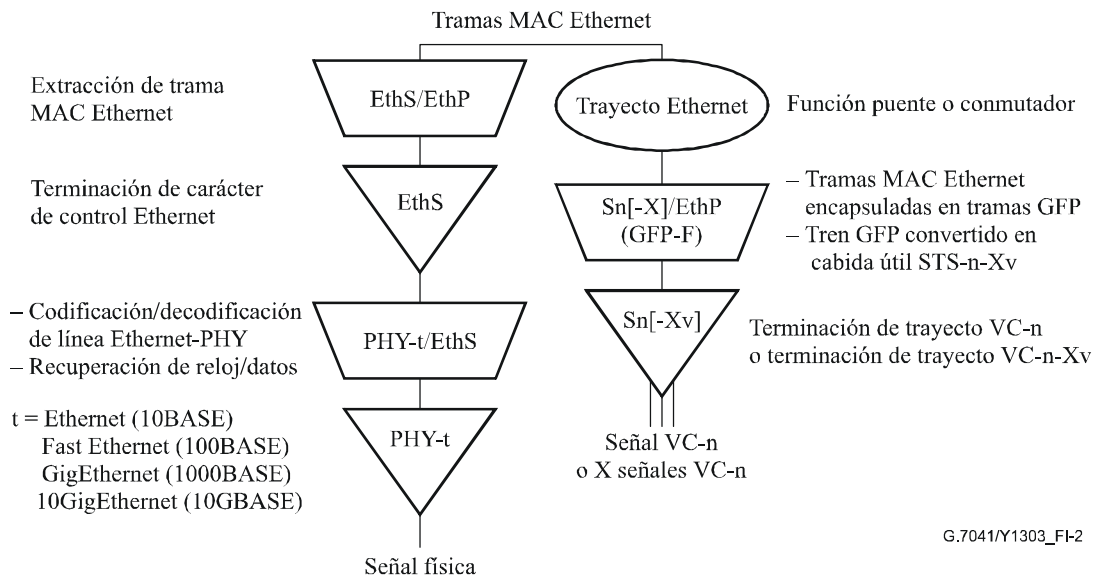 Tramas MAC Ethernet
Extracción de trama
MAC Ethernet
EthS/EthP
Trayecto Ethernet
Función puente o conmutador
Terminación de carácter
de control Ethernet
EthS
Sn[-X]/EthP
(GFP-F)
– Tramas MAC Ethernet
encapsuladas en tramas GFP
– Tren GFP convertido en
cabida útil STS-n-Xv
– Codificación/decodificación
de línea Ethernet-PHY
– Recuperación de reloj/datos
PHY-t/EthS
Sn[-Xv]
Terminación de trayecto VC-n
o terminación de trayecto VC-n-Xv
t = Ethernet (10BASE)
Fast Ethernet (100BASE)
GigEthernet (1000BASE)
10GigEthernet (10GBASE)
PHY-t
Señal VC-n
o X señales VC-n
Señal física
G.7041/Y1303_FI-2